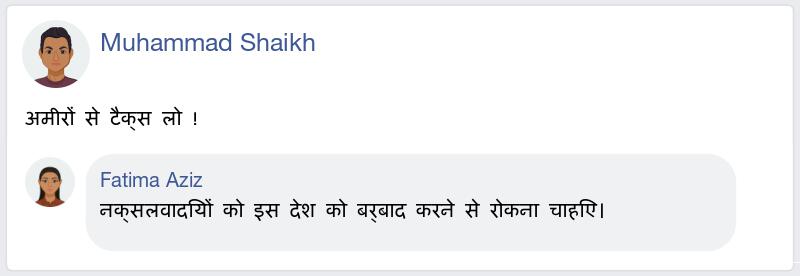 Muhammad Shaikh
अमीरों से टैक्स लो !
Fatima Aziz
नक्सलवादियों को इस देश को बर्बाद करने से रोकना चाहिए।